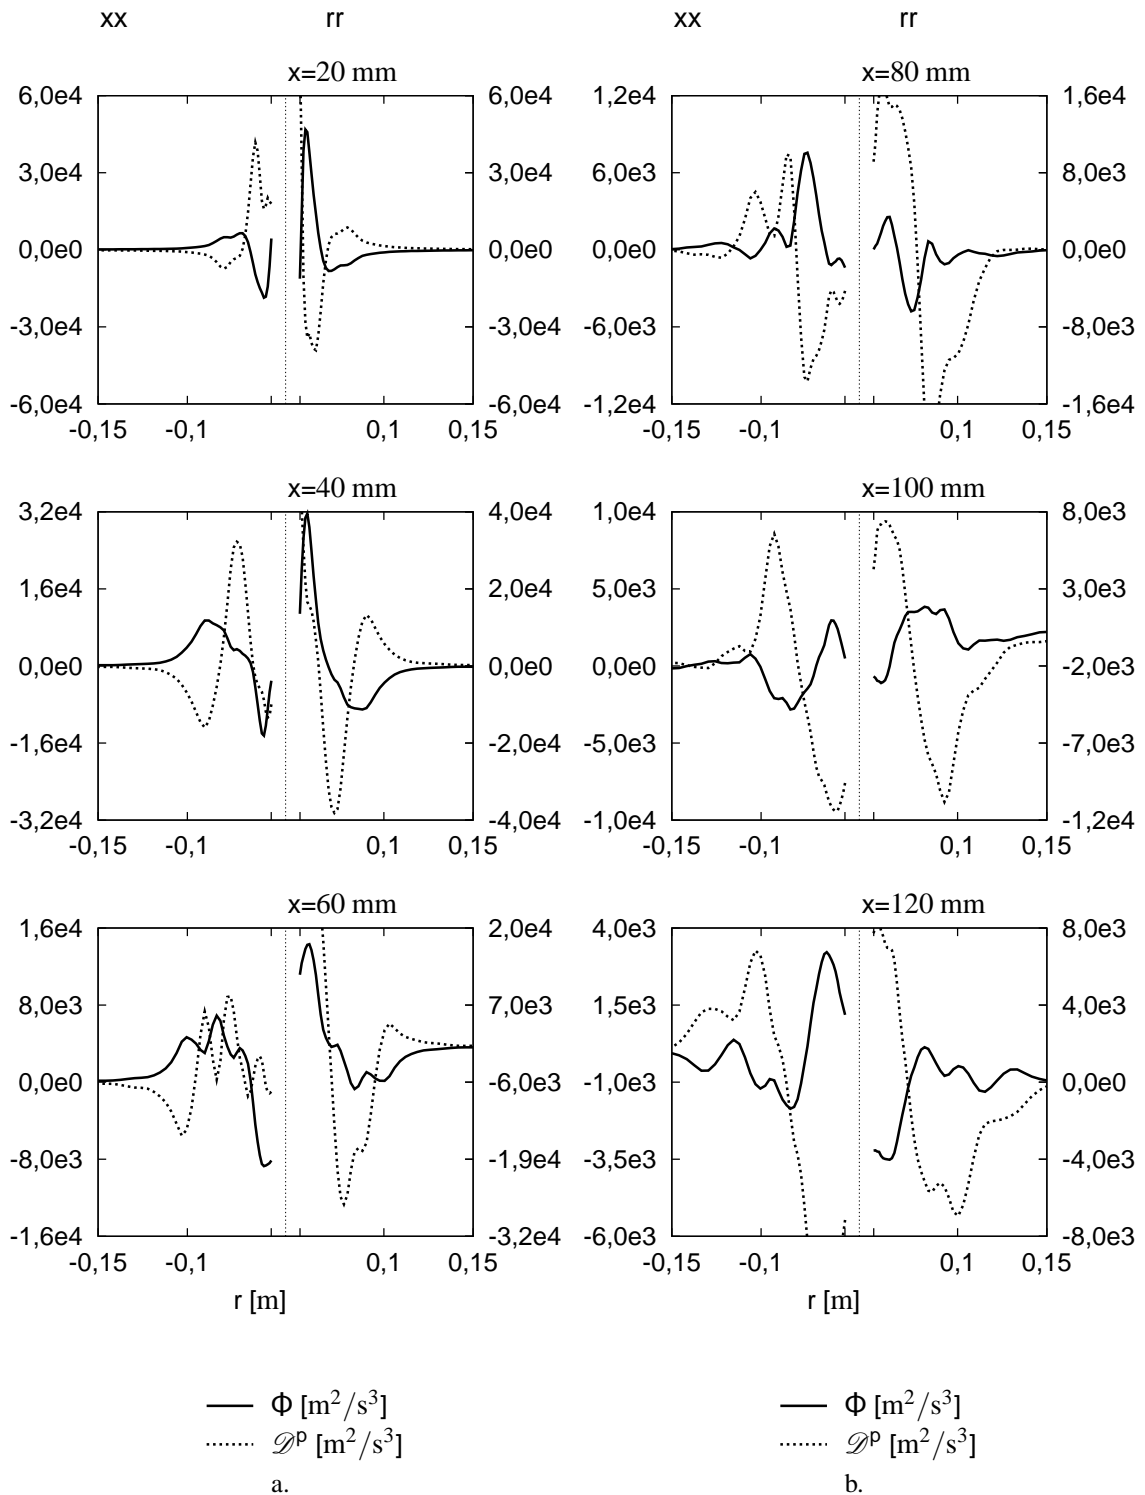 xx rr xx rr
x=20 mm x=80 mm
6,0e4 6,0e4 1,2e4 1,6e4
3,0e4 4,0e4 6,0e3 8,0e3
0,0e0 0,0e0 0,0e0 0,0e0
-3,0e4 -3,0e4 -6,0e3 -8,0e3
-6,0e4 -6,0e4 -1,2e4 -1,6e4
-0,15 -0,1 0,1 0,15 -0,15 -0,1 0,1 0,15
x=40 mm x=100 mm
3,2e4 4,0e4 1,0e4 8,0e3
1,6e4 2,0e4 5,0e3 3,0e3
0,0e0 0,0e0 0,0e0 -2,0e3
-1,6e4 -2,0e4 -5,0e3 -7,0e3
-3,2e4 -4,0e4 -1,0e4 -1,2e4
-0,15 -0,1 0,1 0,15 -0,15 -0,1 0,1 0,15
x=60 mm x=120 mm
1,6e4 2,0e4 4,0e3 8,0e3
8,0e3 7,0e3 1,5e3 4,0e3
0,0e0 -6,0e3 -1,0e3 0,0e0
-8,0e3 -1,9e4 -3,5e3 -4,0e3
-1,6e4 -3,2e4 -6,0e3 -8,0e3
-0,15 -0,1 0,1 0,15 -0,15 -0,1 0,1 0,15
r [m] r [m]
Φ [m²/s³] Φ [m²/s³]
𝒟ᵖ [m²/s³] 𝒟ᵖ [m²/s³]
a. b.